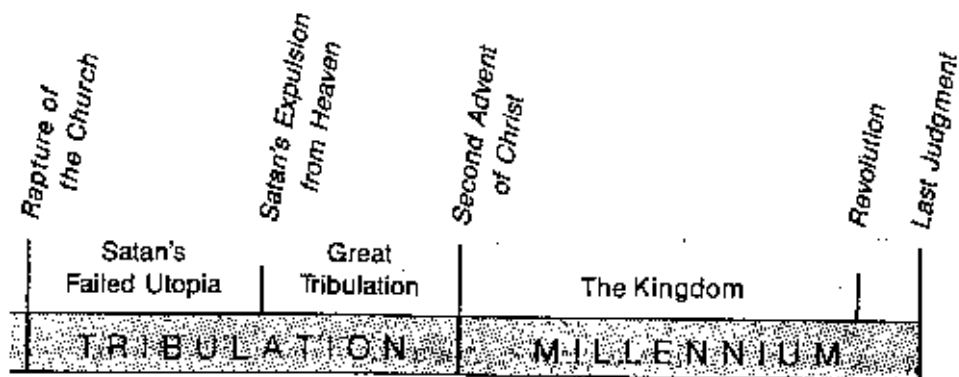 Rapture of
the Church
Satan's Expulsion
from Heaven
Second Advent
of Christ
Revolution
Last Judgment
Satan's
Failed Utopia
Great
Tribulation
The Kingdom
TRIBULATION
MILLENNIUM